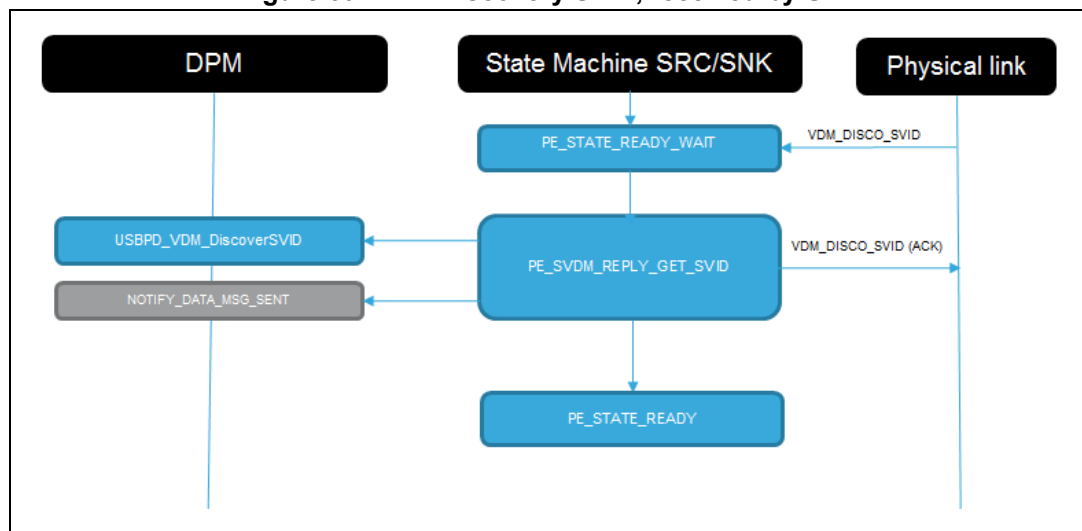 DPM
State Machine SRC/SNK
Physical link
PE_STATE_READY_WAIT
VDM_DISCO_SVID
USBPD_VDM_DiscoverSVID
PE_SVDM_REPLY_GET_SVID
VDM_DISCO_SVID (ACK)
NOTIFY_DATA_MSG_SENT
PE_STATE_READY